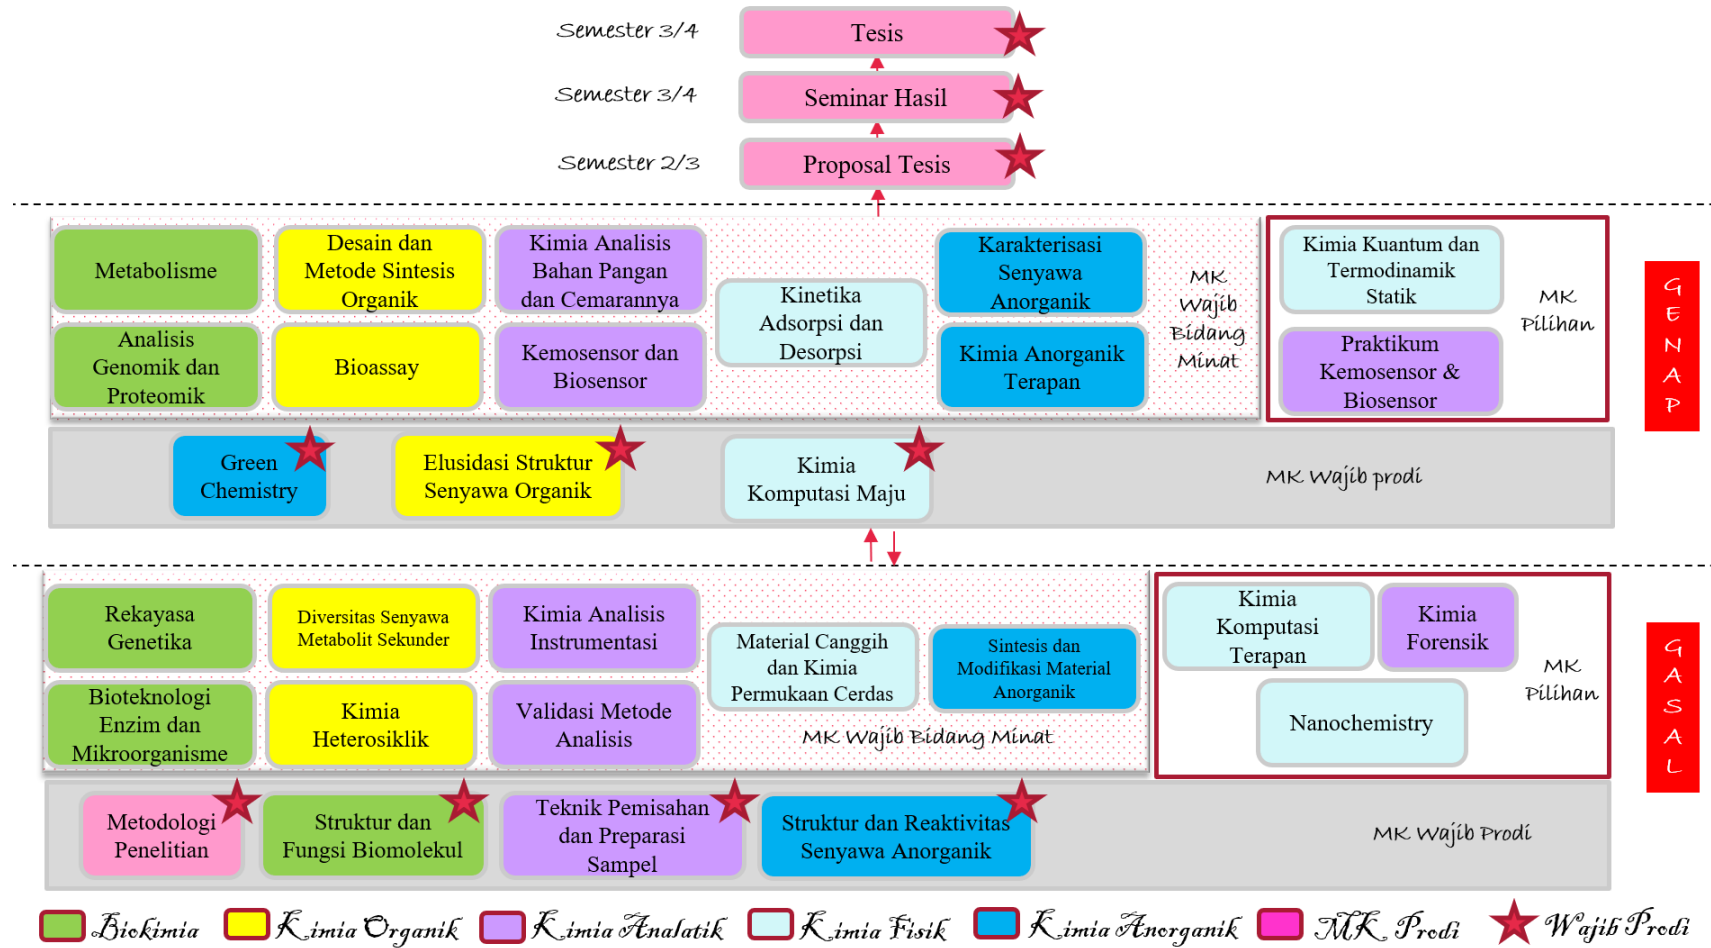 Semester 3/4
Tesis
Semester 3/4
Seminar Hasil
Semester 2/3
Proposal Tesis
Metabolisme
Desain dan
Metode Sintesis
Organik
Kimia Analisis
Bahan Pangan
dan Cemarannya
Kinetika
Adsorpsi dan
Desorpsi
Karakterisasi
Senyawa
Anorganik
MK
Wajib
Bidang
Minat
Kimia Kuantum dan
Termodinamik
Statik
MK
Pilihan
Analisis
Genomik dan
Proteomik
Bioassay
Kemosensor dan
Biosensor
Kimia Anorganik
Terapan
Praktikum
Kemosensor &
Biosensor
G
E
N
A
P
Green
Chemistry
Elusidasi Struktur
Senyawa Organik
Kimia
Komputasi Maju
MK Wajib prodi
Rekayasa
Genetika
Diversitas Senyawa
Metabolit Sekunder
Kimia Analisis
Instrumentasi
Material Canggih
dan Kimia
Permukaan Cerdas
Sintesis dan
Modifikasi Material
Anorganik
Kimia
Komputasi
Terapan
Kimia
Forensik
MK
Pilihan
Bioteknologi
Enzim dan
Mikroorganisme
Kimia
Heterosiklik
Validasi Metode
Analisis
MK Wajib Bidang Minat
Nanochemistry
G
A
S
A
L
Metodologi
Penelitian
Struktur dan
Fungsi Biomolekul
Teknik Pemisahan
dan Preparasi
Sampel
Struktur dan Reaktivitas
Senyawa Anorganik
MK Wajib Prodi
Biokimia
Kimia Organik
Kimia Analatik
Kimia Fisik
Kimia Anorganik
MK Prodi
Wajib Prodi